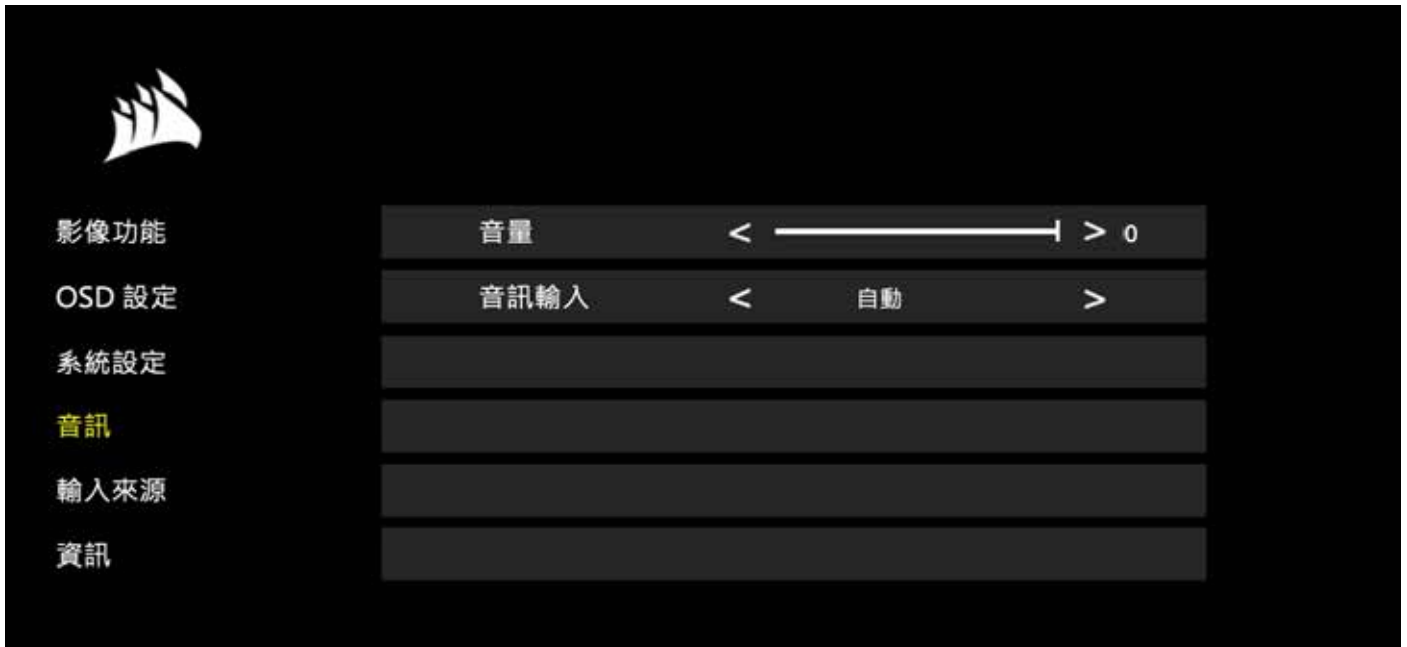 影像功能 音量 < > 0
OSD 設定 音訊輸入 < 自動 >
系統設定
音訊
輸入來源
資訊